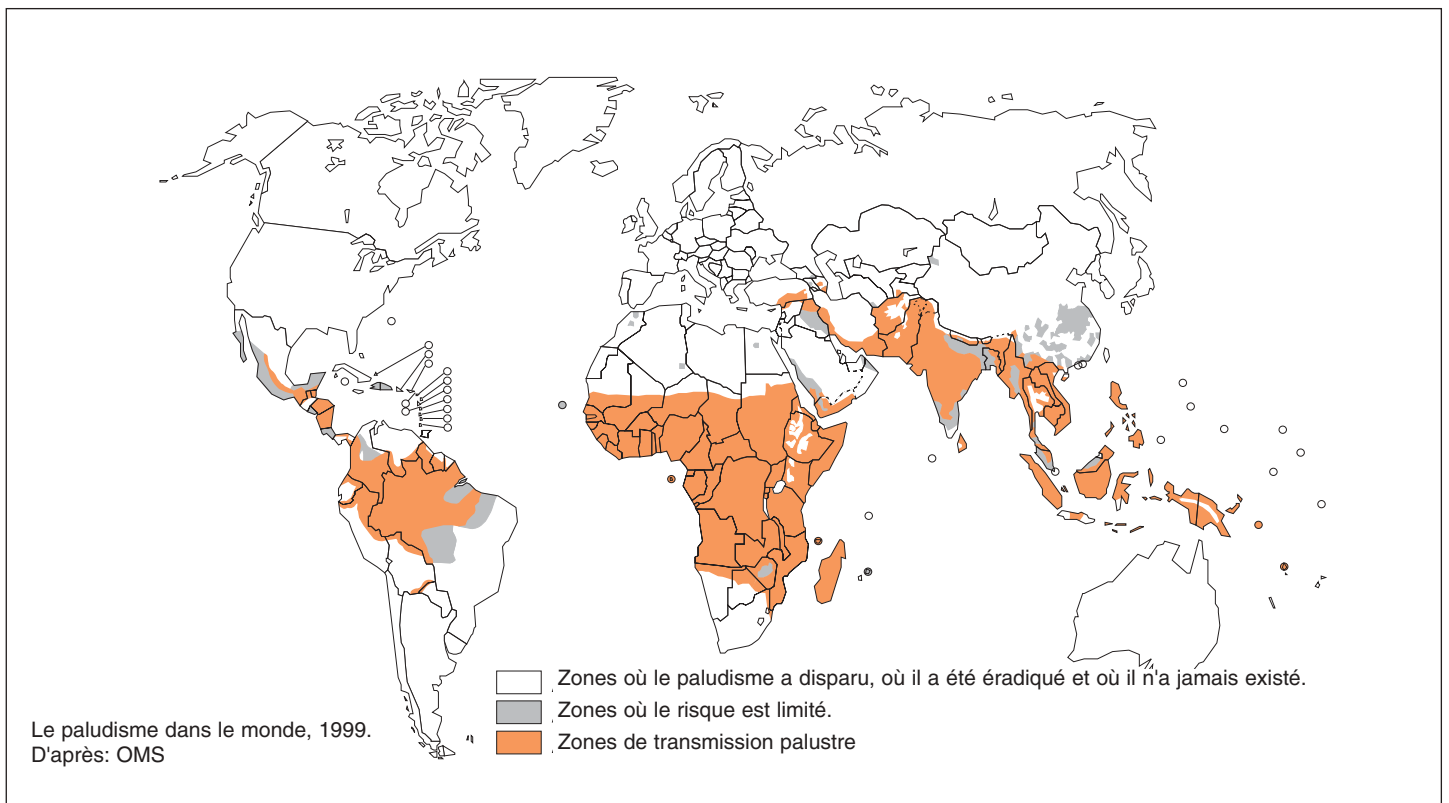 Zones où le paludisme a disparu, où il a été éradiqué et où il n'a jamais existé.
Zones où le risque est limité.
Zones de transmission palustre
Le paludisme dans le monde, 1999.
D'après: OMS